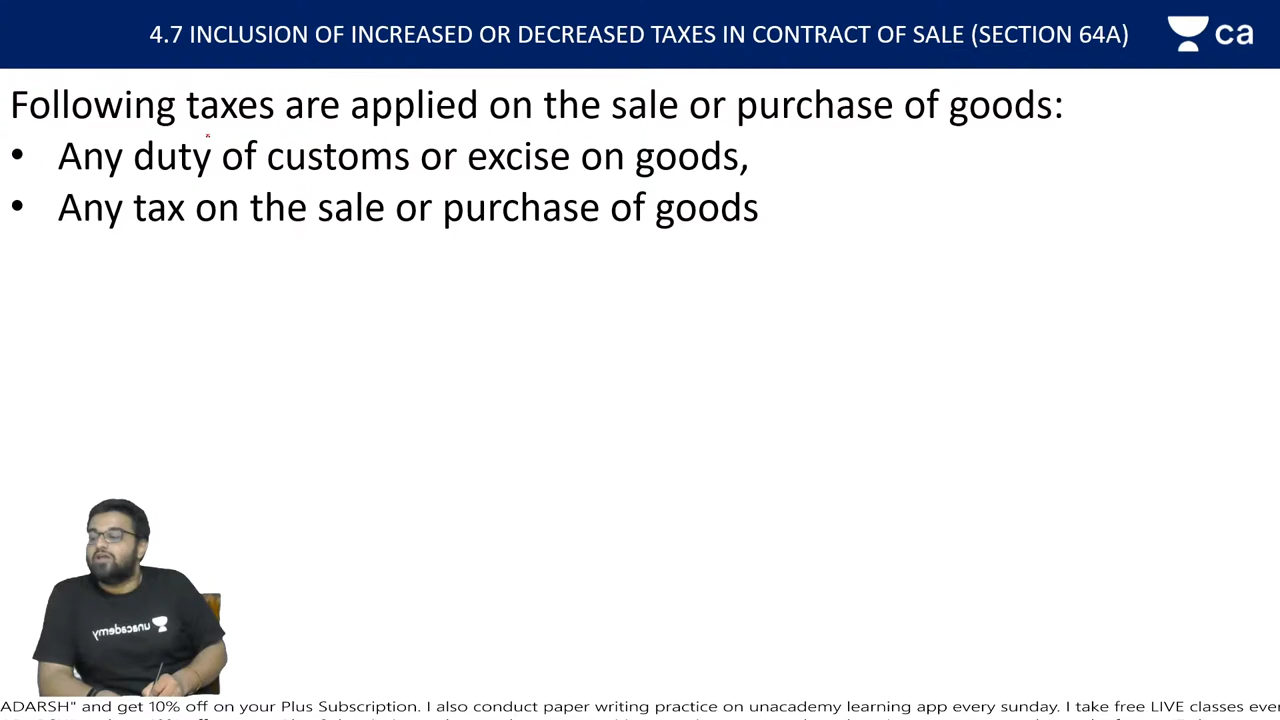 4.7 INCLUSION OF INCREASED OR DECREASED TAXES IN CONTRACT OF SALE (SECTION 64A)
ca
Following taxes are applied on the sale or purchase of goods:
• Any duty of customs or excise on goods,
• Any tax on the sale or purchase of goods
unacademy
ADARSH" and get 10% off on your Plus Subscription. I also conduct paper writing practice on unacademy learning app every sunday. I take free LIVE classes eve